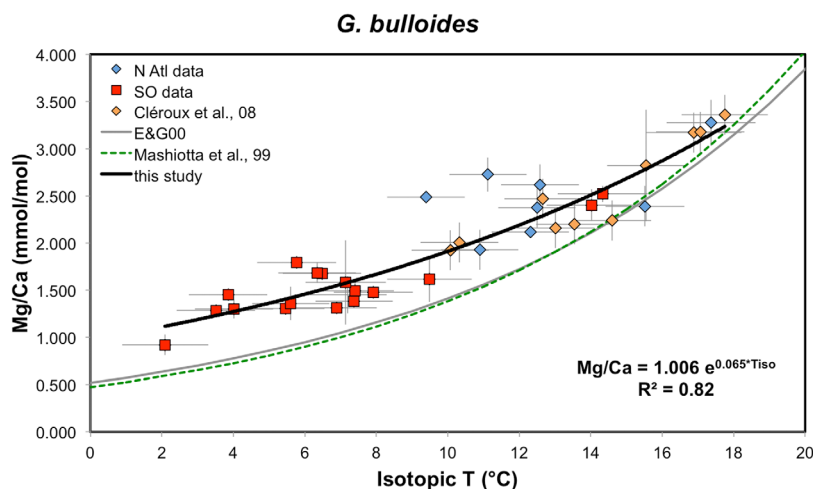 G. bulloides
4.000
3.500
3.000
2.500
2.000
1.500
1.000
0.500
0.000
Mg/Ca (mmol/mol)
N Atl data
SO data
Cléroux et al., 08
E&G00
Mashiotta et al., 99
this study
Mg/Ca = 1.006 e^0.065*Tiso
R² = 0.82
0 2 4 6 8 10 12 14 16 18 20
Isotopic T (°C)